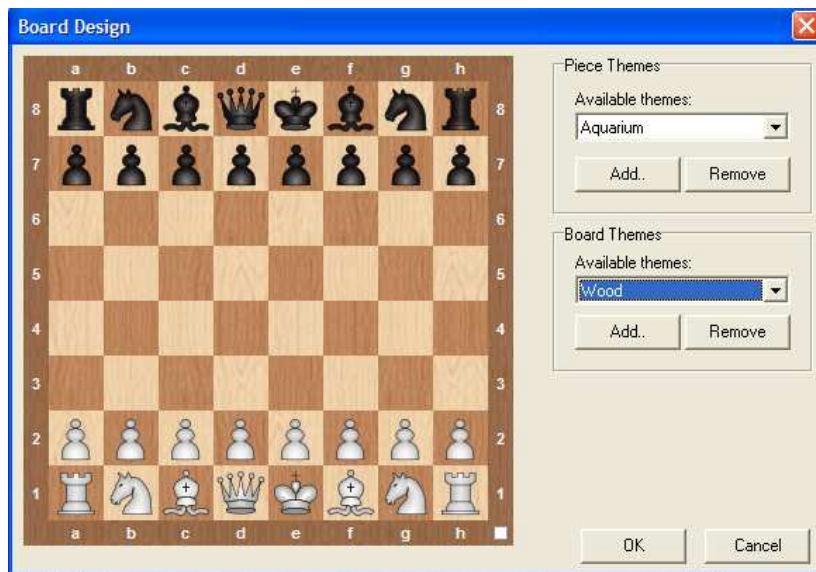 Board Design
a b c d e f g h
8 8
7 7
6 6
5 5
4 4
3 3
2 2
1 1
a b c d e f g h
Piece Themes
Available themes:
Aquarium
Add.. Remove
Board Themes
Available themes:
Wood
Add.. Remove
OK Cancel